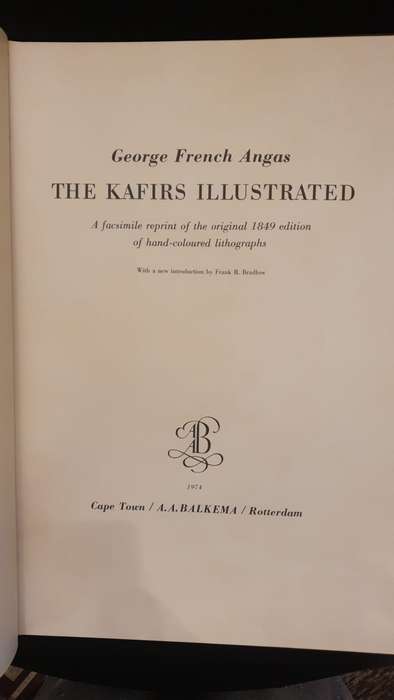 George French Angas
THE KAFIRS ILLUSTRATED
A facsimile reprint of the original 1849 edition
of hand-coloured lithographs
With a new introduction by Frank R. Bradlow
AAB
1974
Cape Town / A.A.BALKEMA / Rotterdam